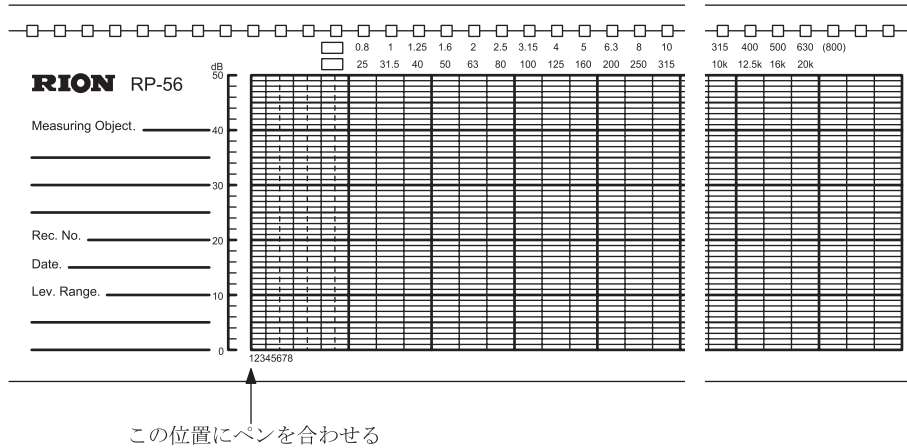 0.8 1 1.25 1.6 2 2.5 3.15 4 5 6.3 8 10 315 400 500 630 (800)
25 31.5 40 50 63 80 100 125 160 200 250 315 10k 12.5k 16k 20k
dB
50
RION RP-56
Measuring Object.
40
30
Rec. No.
20
Date.
Lev. Range.
10
0
12345678
この位置にペンを合わせる